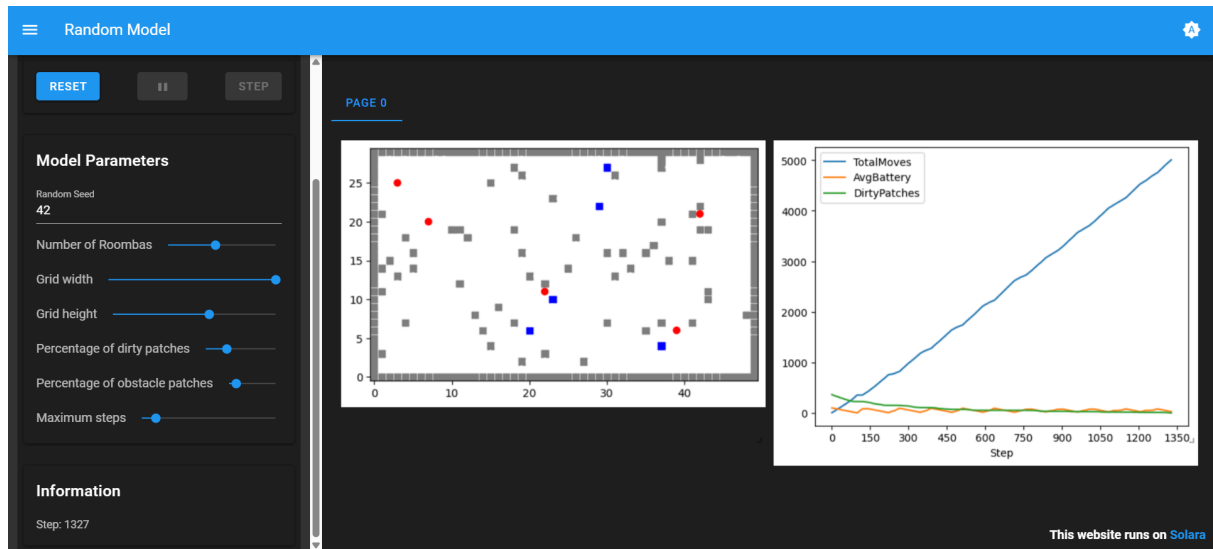 Random Model
A
RESET
STEP
Model Parameters
Random Seed
42
Number of Roombas
Grid width
Grid height
Percentage of dirty patches
Percentage of obstacle patches
Maximum steps
Information
Step: 1327
PAGE 0
25
20
15
10
5
0
0 10 20 30 40
TotalMoves
AvgBattery
DirtyPatches
5000
4000
3000
2000
1000
0
0 150 300 450 600 750 900 1050 1200 1350
Step
This website runs on Solara